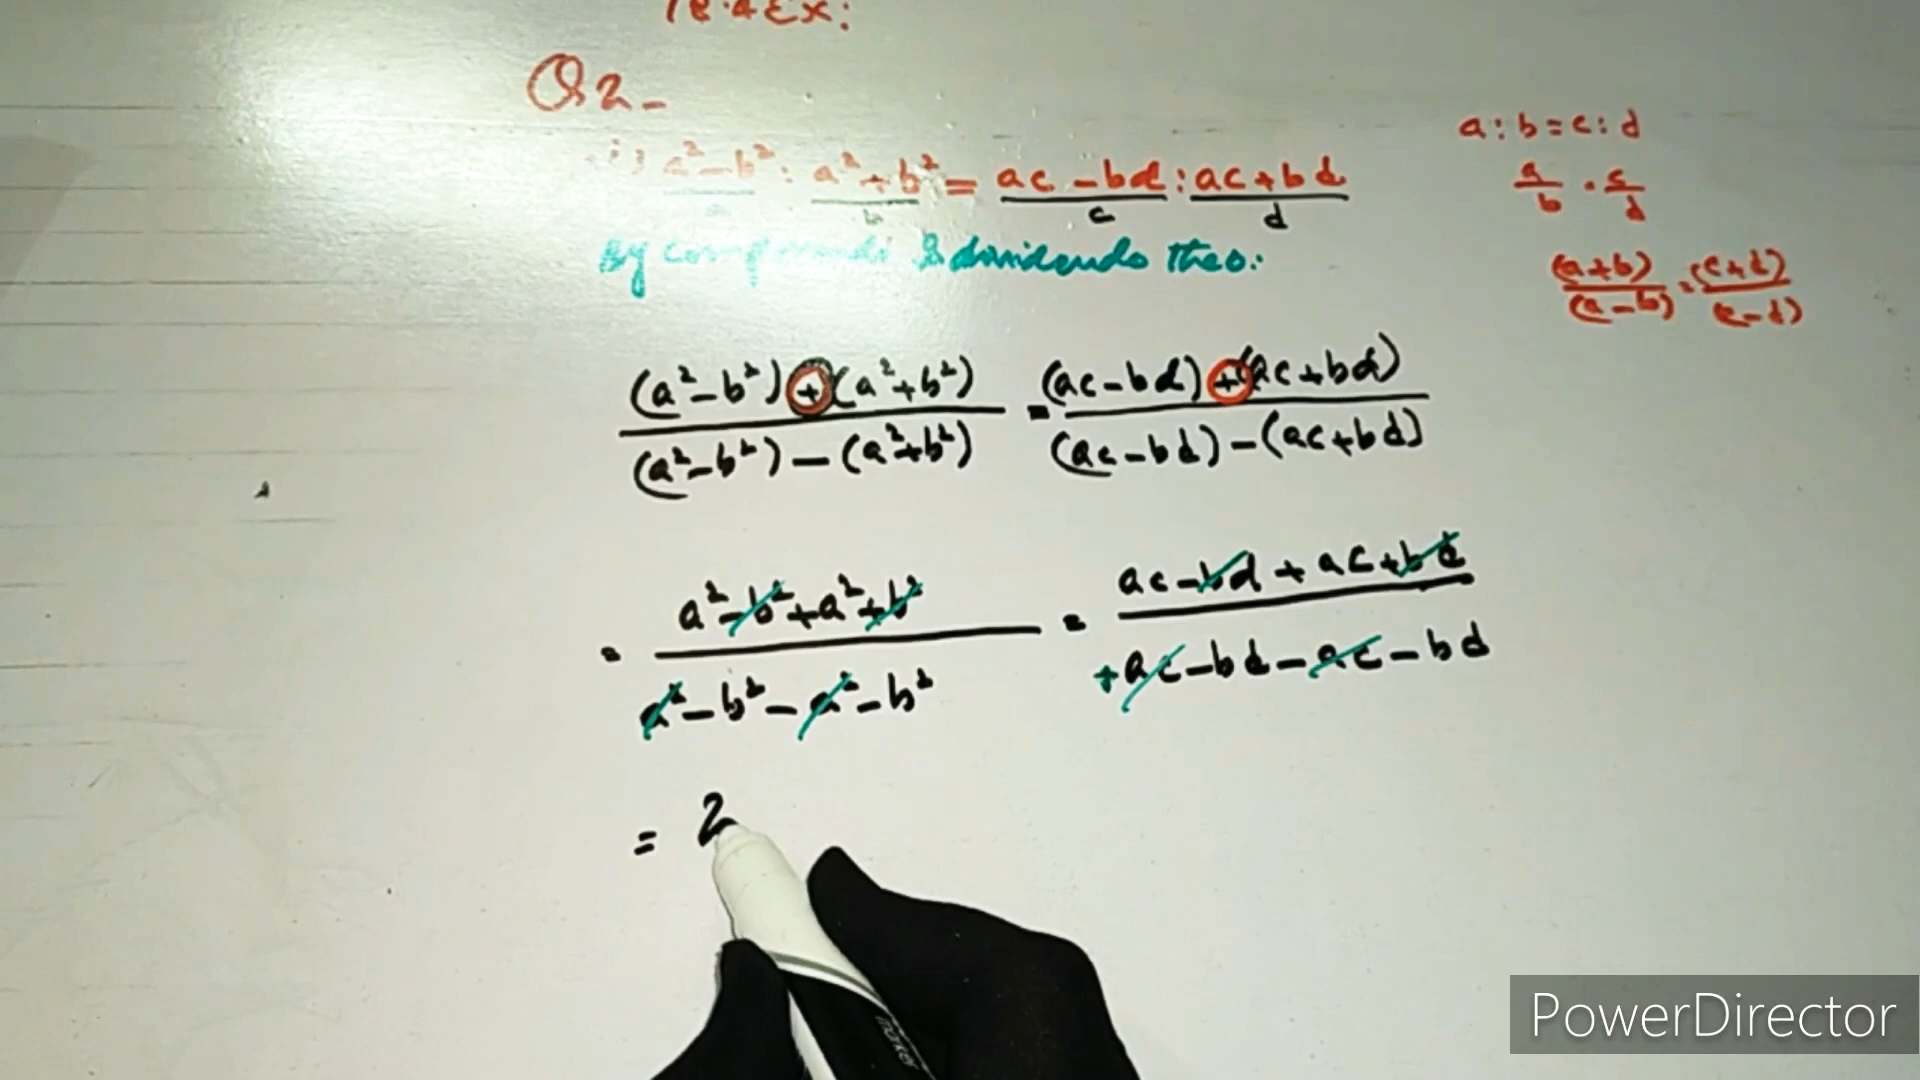 Q2-
i) a²-b² : a²+b² = ac-bd : ac+bd
a b c d
By componendo & dividendo Theo:
(a²-b²)+(a²+b²) = (ac-bd)+(ac+bd)
(a²-b²)-(a²+b²) (ac-bd)-(ac+bd)
= a²-b²+a²+b² = ac-bd+ac+bd
a²-b²-a²-b² +ac-bd-ac-bd
= 2
a:b=c:d
a/b = c/d
(a+b) = (c+d)
(a-b) (c-d)
marker
PowerDirector